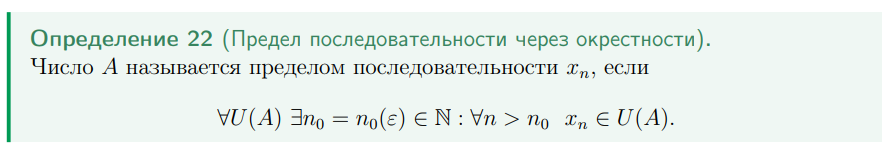 Определение 22 (Предел последовательности через окрестности).
Число A называется пределом последовательности xₙ, если
∀U(A) ∃n₀ = n₀(ε) ∈ ℕ : ∀n > n₀ xₙ ∈ U(A).